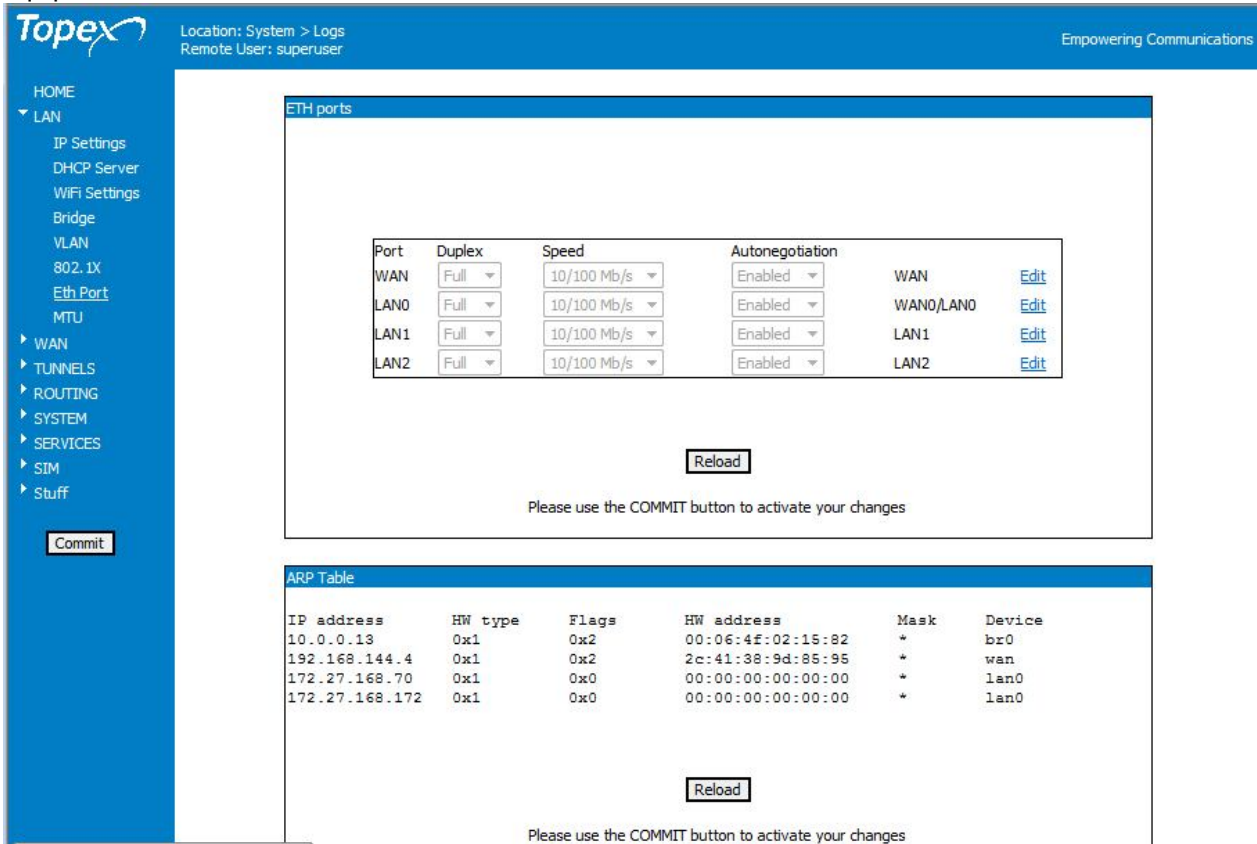 Topex
Location: System > Logs
Remote User: superuser
Empowering Communications
HOME
LAN
IP Settings
DHCP Server
WiFi Settings
Bridge
VLAN
802.1X
Eth Port
MTU
WAN
TUNNELS
ROUTING
SYSTEM
SERVICES
SIM
Stuff
Commit
ETH ports
Port Duplex Speed Autonegotiation
WAN Full 10/100 Mb/s Enabled WAN Edit
LAN0 Full 10/100 Mb/s Enabled WAN0/LAN0 Edit
LAN1 Full 10/100 Mb/s Enabled LAN1 Edit
LAN2 Full 10/100 Mb/s Enabled LAN2 Edit
Reload
Please use the COMMIT button to activate your changes
ARP Table
IP address HW type Flags HW address Mask Device
10.0.0.13 0x1 0x2 00:06:4f:02:15:82 * br0
192.168.144.4 0x1 0x2 2c:41:38:9d:85:95 * wan
172.27.168.70 0x1 0x0 00:00:00:00:00:00 * lan0
172.27.168.172 0x1 0x0 00:00:00:00:00:00 * lan0
Reload
Please use the COMMIT button to activate your changes